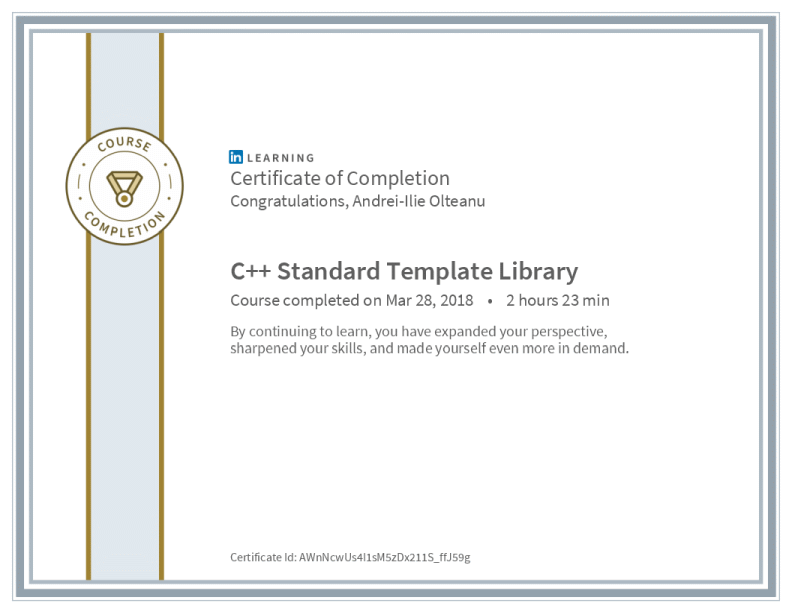 COURSE
COMPLETION
in LEARNING
Certificate of Completion
Congratulations, Andrei-Ilie Olteanu
C++ Standard Template Library
Course completed on Mar 28, 2018 • 2 hours 23 min
By continuing to learn, you have expanded your perspective,
sharpened your skills, and made yourself even more in demand.
Certificate Id: AWnNcwUs4I1sM5zDx211S_ffJ59g